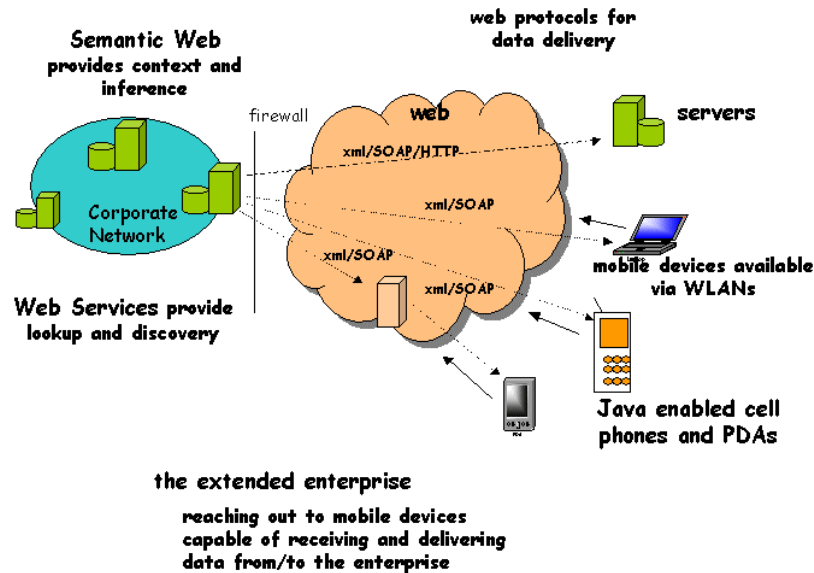 web protocols for
data delivery
Semantic Web
provides context and
inference
firewall
web
servers
xml/SOAP/HTTP
Corporate
Network
xml/SOAP
xml/SOAP
xml/SOAP
mobile devices available
via WLANs
Web Services provide
lookup and discovery
Java enabled cell
phones and PDAs
the extended enterprise
reaching out to mobile devices
capable of receiving and delivering
data from/to the enterprise